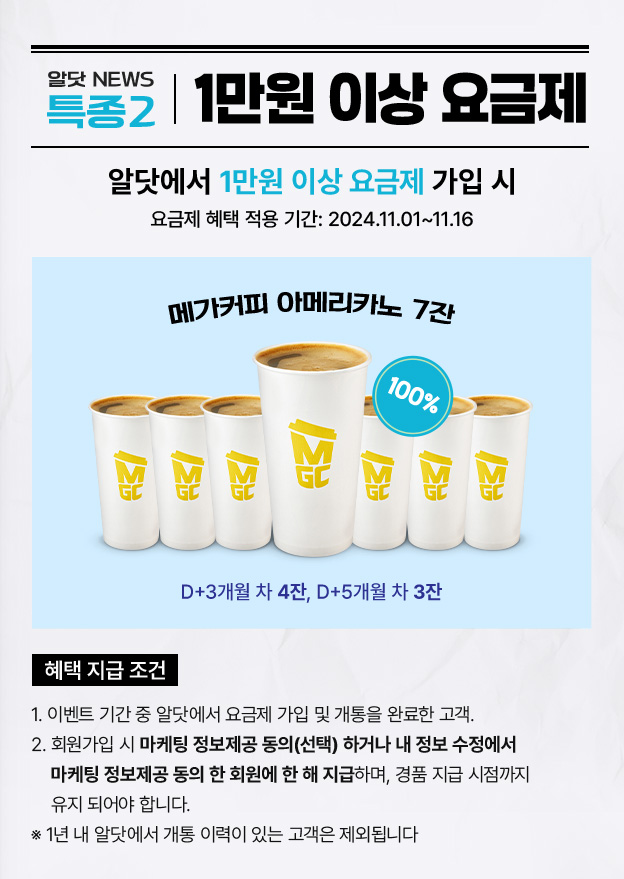 알닷 NEWS
특종2
1만원 이상 요금제
알닷에서 1만원 이상 요금제 가입 시
요금제 혜택 적용 기간: 2024.11.01~11.16
메가커피 아메리카노 7잔
100%
MGC
MGC
MGC
MGC
MGC
MGC
MGC
D+3개월 차 4잔, D+5개월 차 3잔
혜택 지급 조건
1. 이벤트 기간 중 알닷에서 요금제 가입 및 개통을 완료한 고객.
2. 회원가입 시 마케팅 정보제공 동의(선택) 하거나 내 정보 수정에서
마케팅 정보제공 동의 한 회원에 한 해 지급하며, 경품 지급 시점까지
유지 되어야 합니다.
※ 1년 내 알닷에서 개통 이력이 있는 고객은 제외됩니다